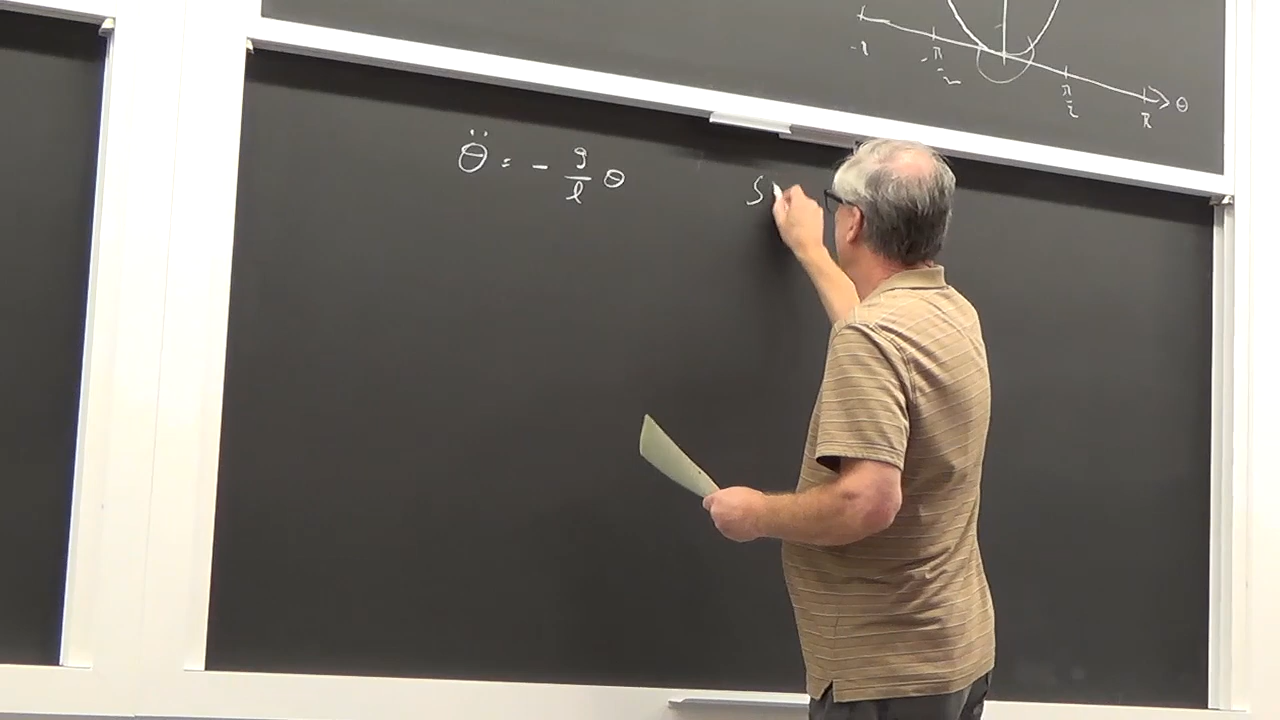 -π -π/2 π/2 π θ
θ̈ = - g/l θ S